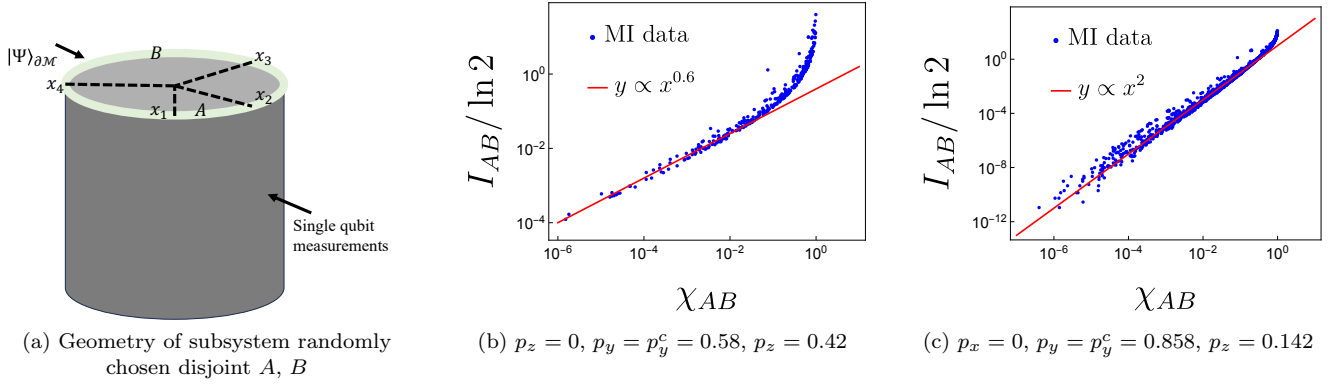 |Ψ⟩∂ℳ
B
x₃
x₄
x₂
x₁
A
Single qubit
measurements
(a) Geometry of subsystem randomly
chosen disjoint A, B
I_AB/ ln 2
MI data
y ∝ x^0.6
10^0
10^−2
10^−4
10^−6
10^−4
10^−2
10^0
χ_AB
(b) p_z = 0, p_y = p_y^c = 0.58, p_z = 0.42
I_AB/ ln 2
MI data
y ∝ x^2
10^0
10^−4
10^−8
10^−12
10^−6
10^−4
10^−2
10^0
χ_AB
(c) p_x = 0, p_y = p_y^c = 0.858, p_z = 0.142